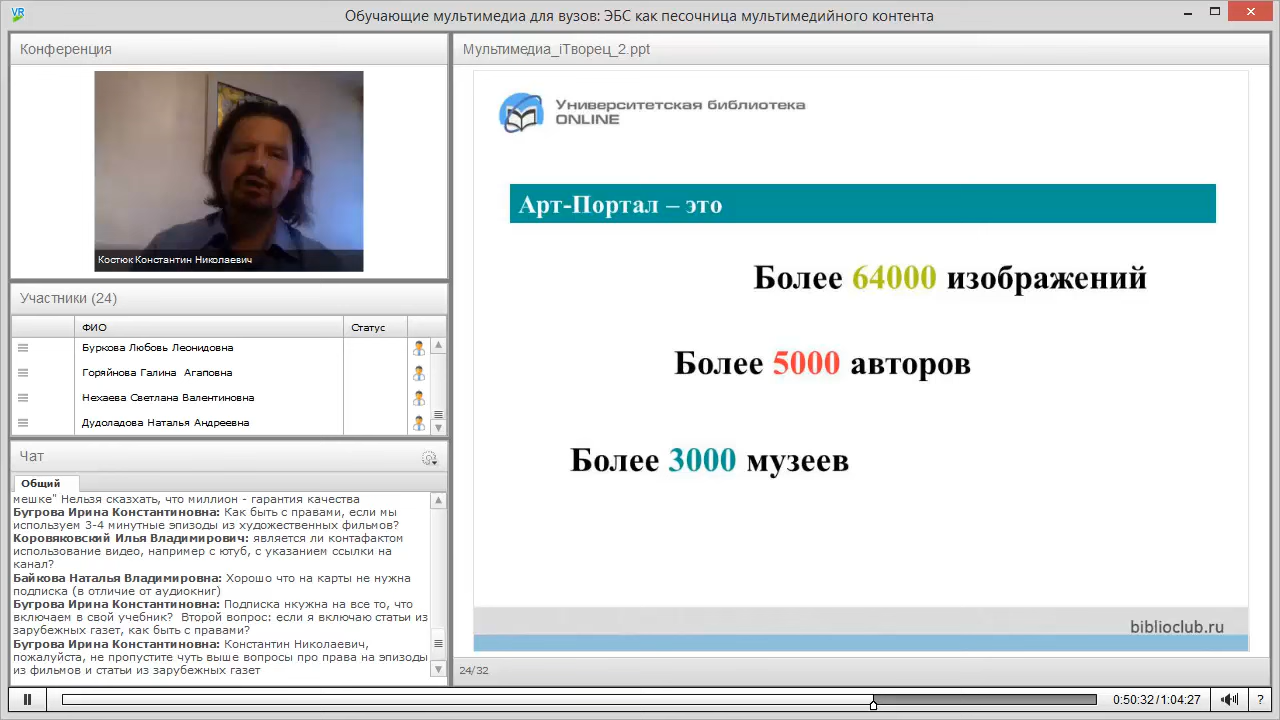 VR
Обучающие мультимедиа для вузов: ЭБС как песочница мультимедийного контента
Конференция
Костюк Константин Николаевич
Участники (24)
ФИО
Статус
Буркова Любовь Леонидовна
Горяйнова Галина Агаповна
Нехаева Светлана Валентиновна
Дудоладова Наталья Андреевна
Чат
Общий
мешке" Нельзя сказхать, что миллион - гарантия качества
Бугрова Ирина Константиновна: Как быть с правами, если мы
используем 3-4 минутные эпизоды из художественных фильмов?
Коровяковский Илья Владимирович: является ли контафактом
использование видео, например с ютуб, с указанием ссылки на
канал?
Байкова Наталья Владимировна: Хорошо что на карты не нужна
подписка (в отличие от аудиокниг)
Бугрова Ирина Константиновна: Подписка нкужна на все то, что
включаем в свой учебник? Второй вопрос: если я включаю статьи из
зарубежных газет, как быть с правами?
Бугрова Ирина Константиновна: Константин Николаевич,
пожалуйста, не пропустите чуть выше вопросы про права на эпизоды
из фильмов и статьи из зарубежных газет
Мультимедиа_iТворец_2.ppt
Университетская библиотека
ONLINE
Арт-Портал – это
Более 64000 изображений
Более 5000 авторов
Более 3000 музеев
biblioclub.ru
24/32
0:50:32/1:04:27
?